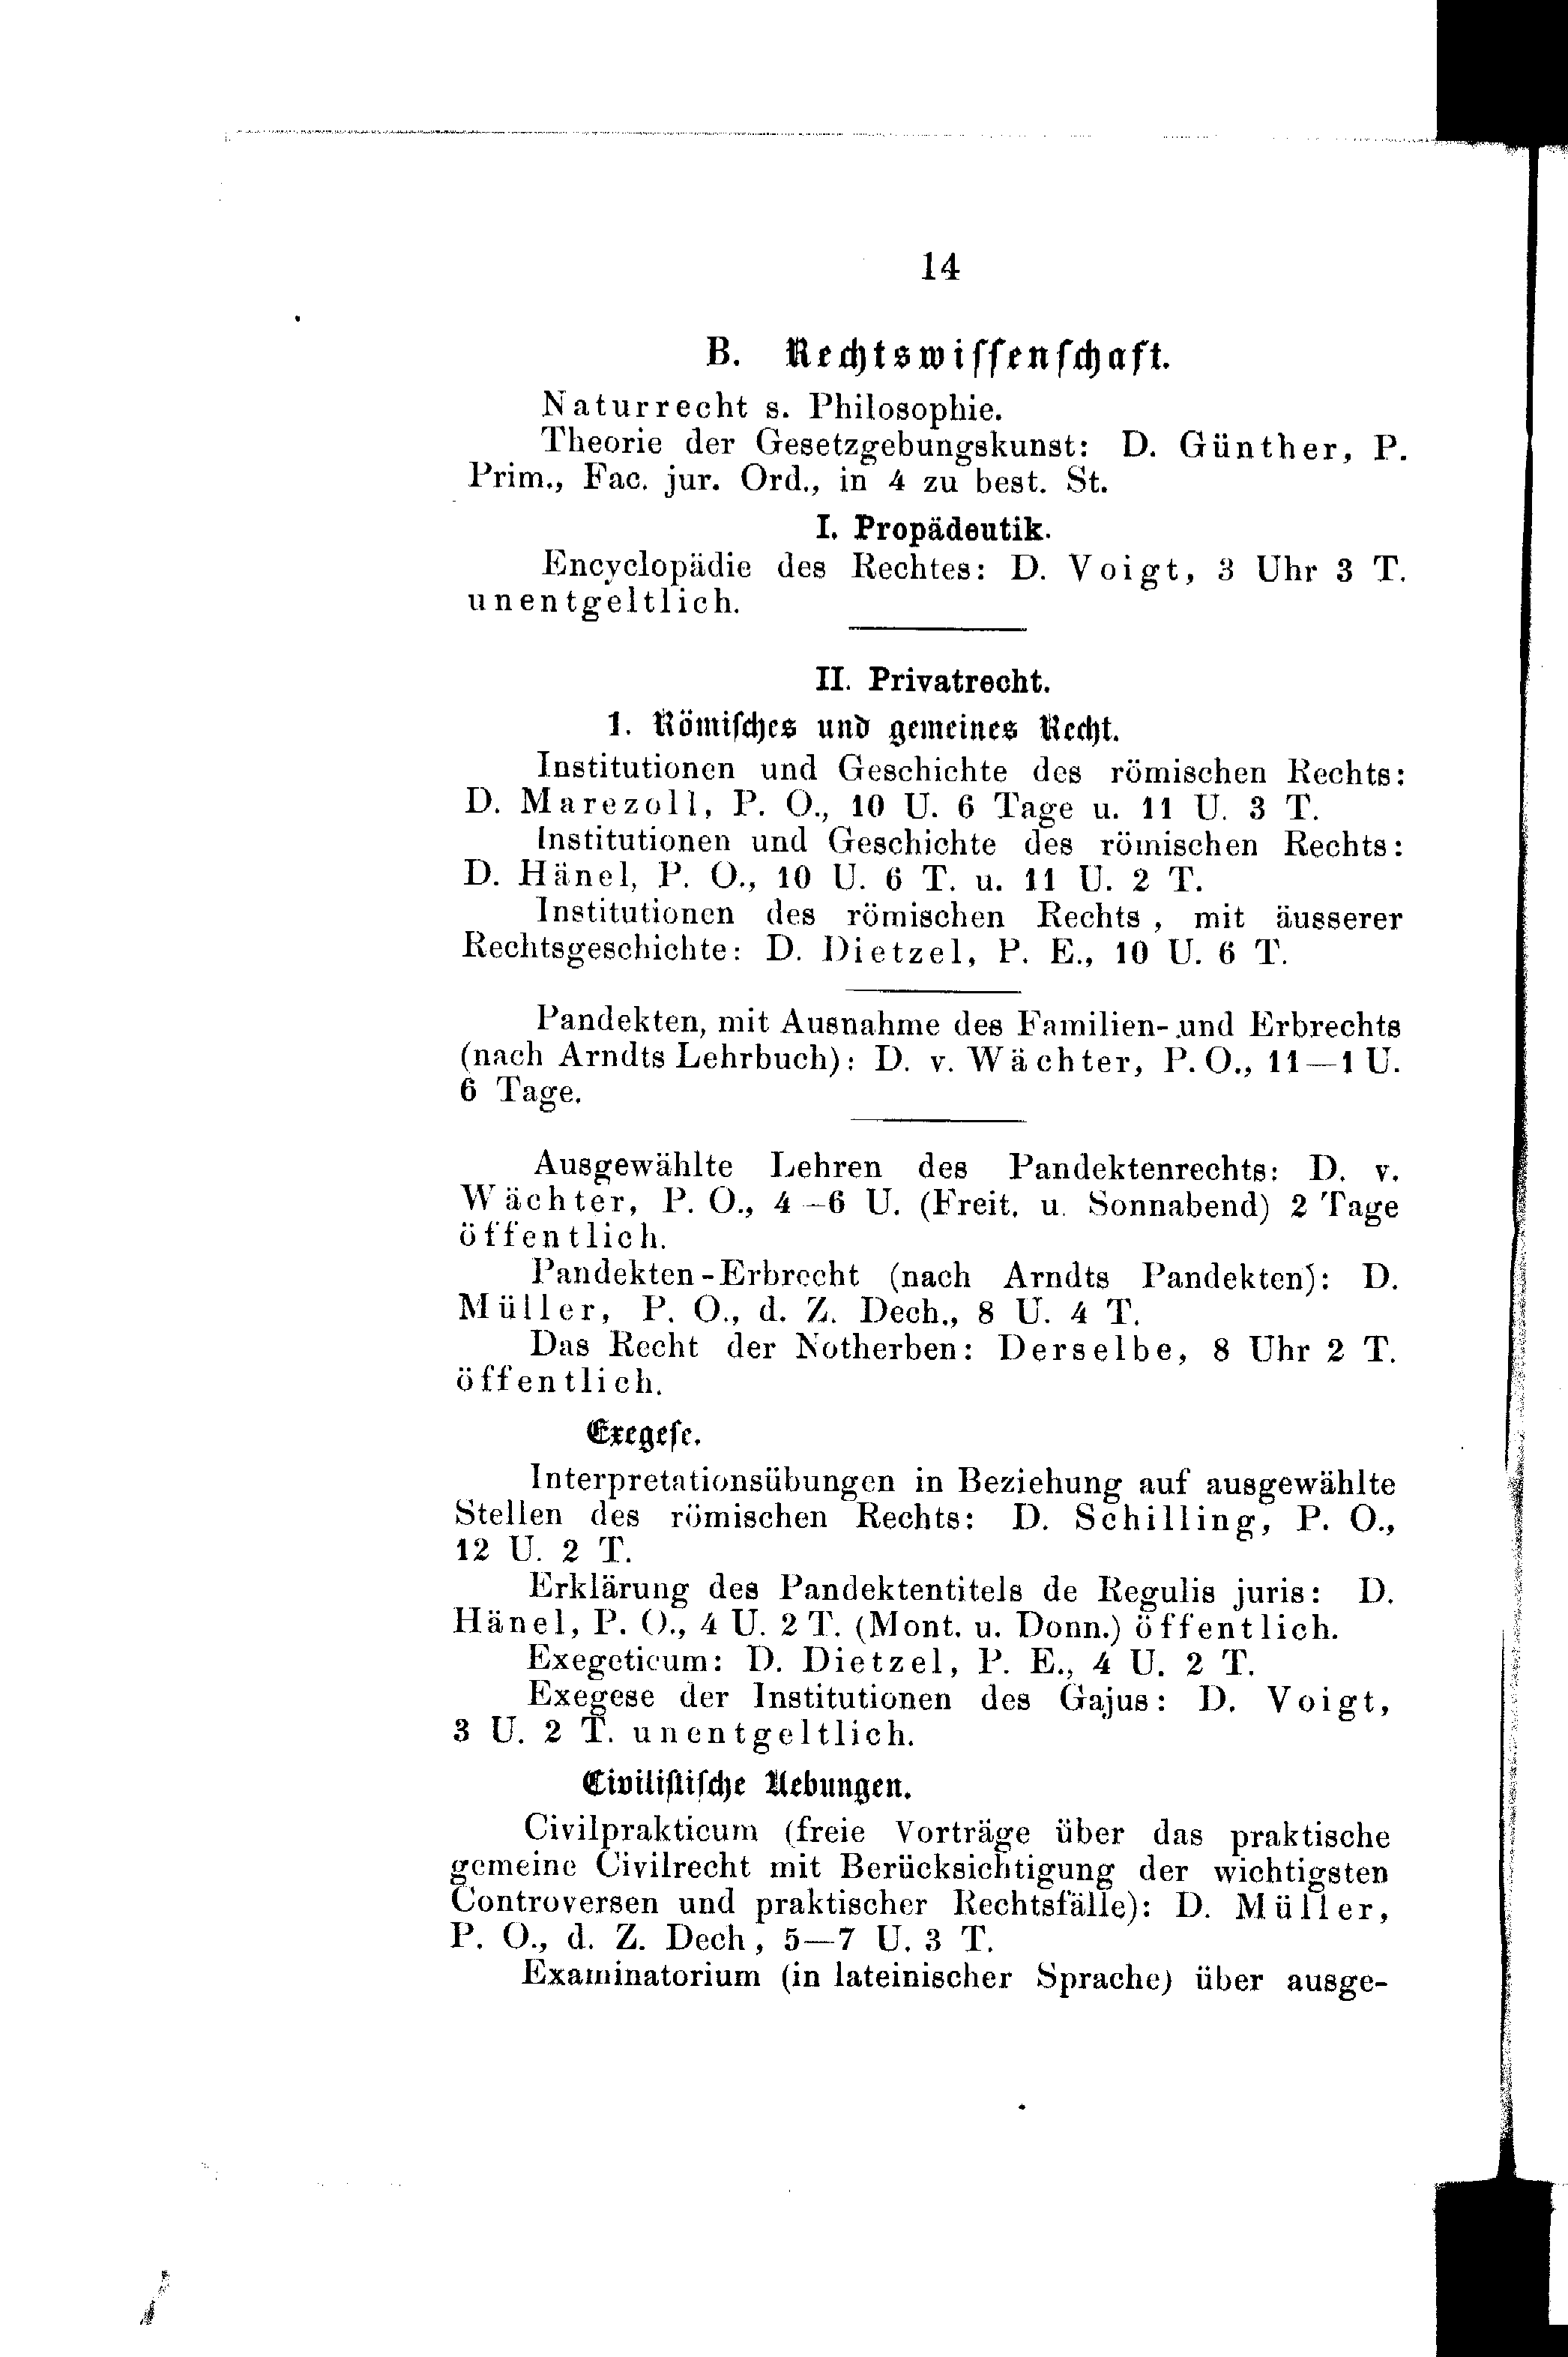 14
B. Rechtswissenschaft.
Naturrecht s. Philosophie.
Theorie der Gesetzgebungskunst: D. Günther, P.
Prim., Fac. jur. Ord., in 4 zu best. St.
I. Propädeutik.
Encyclopädie des Rechtes: D. Voigt, 3 Uhr 3 T.
unentgeltlich.
II. Privatrecht.
1. Römisches und gemeines Recht.
Institutionen und Geschichte des römischen Rechts:
D. Marezoll, P. O., 10 U. 6 Tage u. 11 U. 3 T.
Institutionen und Geschichte des römischen Rechts:
D. Hänel, P. O., 10 U. 6 T. u. 11 U. 2 T.
Institutionen des römischen Rechts, mit äusserer
Rechtsgeschichte: D. Dietzel, P. E., 10 U. 6 T.
Pandekten, mit Ausnahme des Familien- und Erbrechts
(nach Arndts Lehrbuch): D. v. Wächter, P. O., 11—1 U.
6 Tage.
Ausgewählte Lehren des Pandektenrechts: D. v.
Wächter, P. O., 4–6 U. (Freit. u. Sonnabend) 2 Tage
öffentlich.
Pandekten-Erbrecht (nach Arndts Pandekten): D.
Müller, P. O., d. Z. Dech., 8 U. 4 T.
Das Recht der Notherben: Derselbe, 8 Uhr 2 T.
öffentlich.
Exegese.
Interpretationsübungen in Beziehung auf ausgewählte
Stellen des römischen Rechts: D. Schilling, P. O.,
12 U. 2 T.
Erklärung des Pandektentitels de Regulis juris: D.
Hänel, P. O., 4 U. 2 T. (Mont. u. Donn.) öffentlich.
Exegeticum: D. Dietzel, P. E., 4 U. 2 T.
Exegese der Institutionen des Gajus: D. Voigt,
3 U. 2 T. unentgeltlich.
Civilistische Uebungen.
Civilprakticum (freie Vorträge über das praktische
gemeine Civilrecht mit Berücksichtigung der wichtigsten
Controversen und praktischer Rechtsfälle): D. Müller,
P. O., d. Z. Dech, 5—7 U. 3 T.
Examinatorium (in lateinischer Sprache) über ausge-